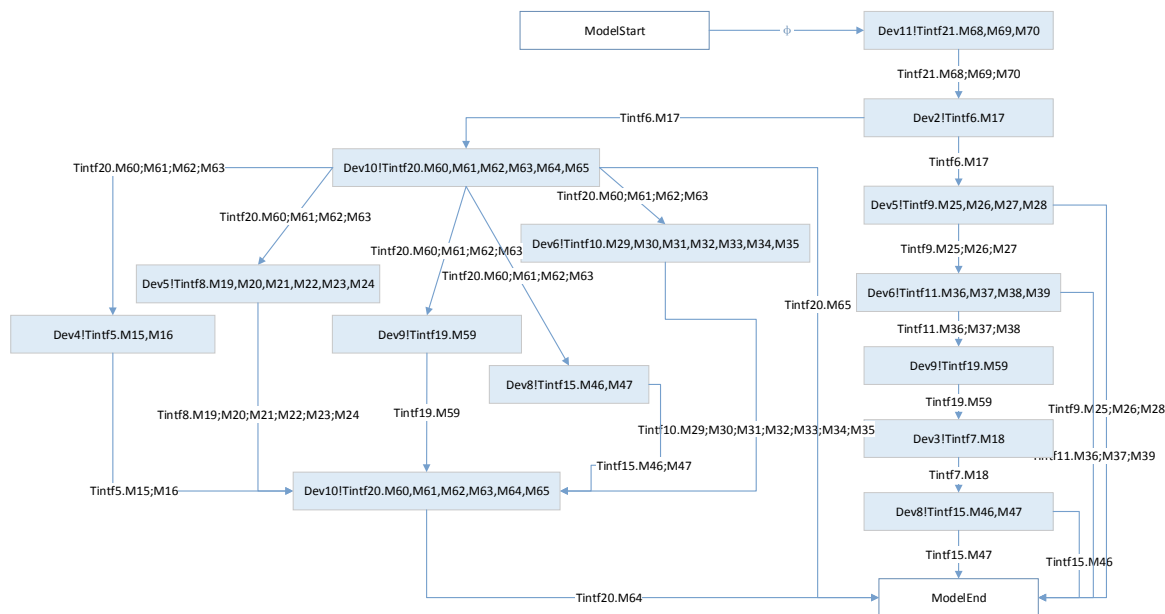 ModelStart
ϕ
Dev11!Tintf21.M68,M69,M70
Tintf21.M68;M69;M70
Tintf6.M17
Dev2!Tintf6.M17
Tintf6.M17
Tintf20.M60;M61;M62;M63
Dev10!Tintf20.M60,M61,M62,M63,M64,M65
Tintf20.M60;M61;M62;M63
Dev5!Tintf9.M25,M26,M27,M28
Tintf20.M60;M61;M62;M63
Tintf20.M60;M61;M62;M63
Dev6!Tintf10.M29,M30,M31,M32,M33,M34,M35
Tintf9.M25;M26;M27
Tintf20.M60;M61;M62;M63
Dev5!Tintf8.M19,M20,M21,M22,M23,M24
Dev6!Tintf11.M36,M37,M38,M39
Tintf20.M65
Dev4!Tintf5.M15,M16
Dev9!Tintf19.M59
Tintf11.M36;M37;M38
Dev9!Tintf19.M59
Dev8!Tintf15.M46,M47
Tintf19.M59
Tintf9.M25;M26;M28
Tintf8.M19;M20;M21;M22;M23;M24
Tintf19.M59
Tintf10.M29;M30;M31;M32;M33;M34;M35
Dev3!Tintf7.M18
Tintf11.M36;M37;M39
Tintf15.M46;M47
Tintf7.M18
Tintf5.M15;M16
Dev10!Tintf20.M60,M61,M62,M63,M64,M65
Dev8!Tintf15.M46,M47
Tintf15.M47
Tintf15.M46
Tintf20.M64
ModelEnd